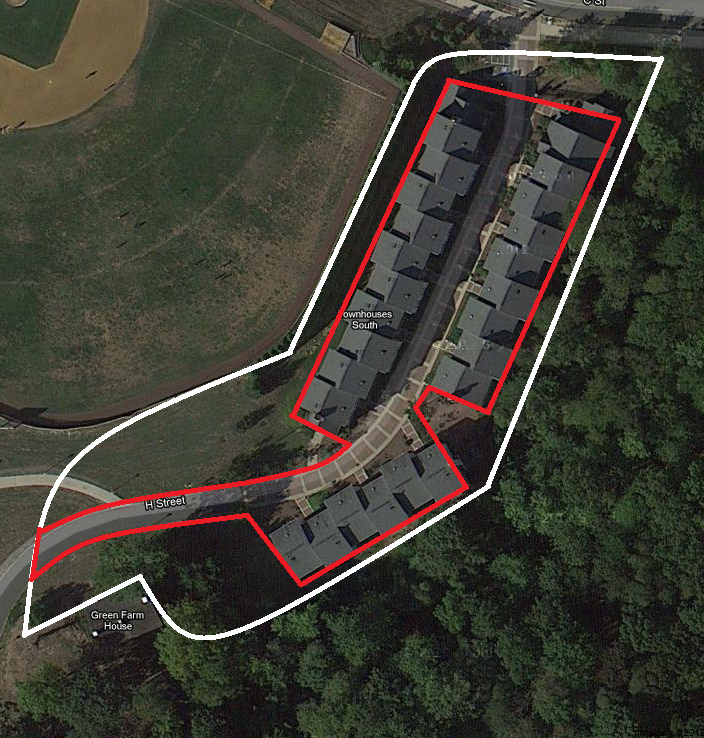 C St
ownhouses
South
H Street
Green Farm
House